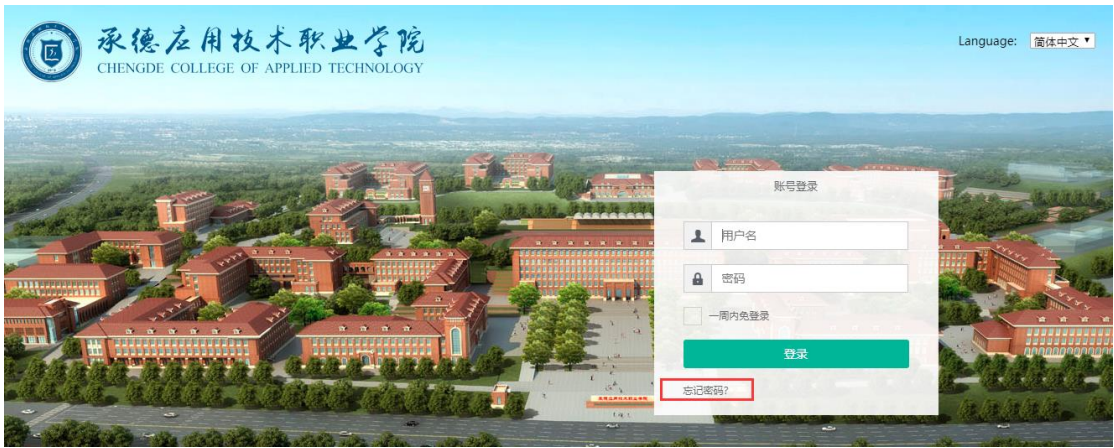 承德应用技术职业学院
CHENGDE COLLEGE OF APPLIED TECHNOLOGY
Language: 简体中文
账号登录
用户名
密码
一周内免登录
登录
忘记密码?